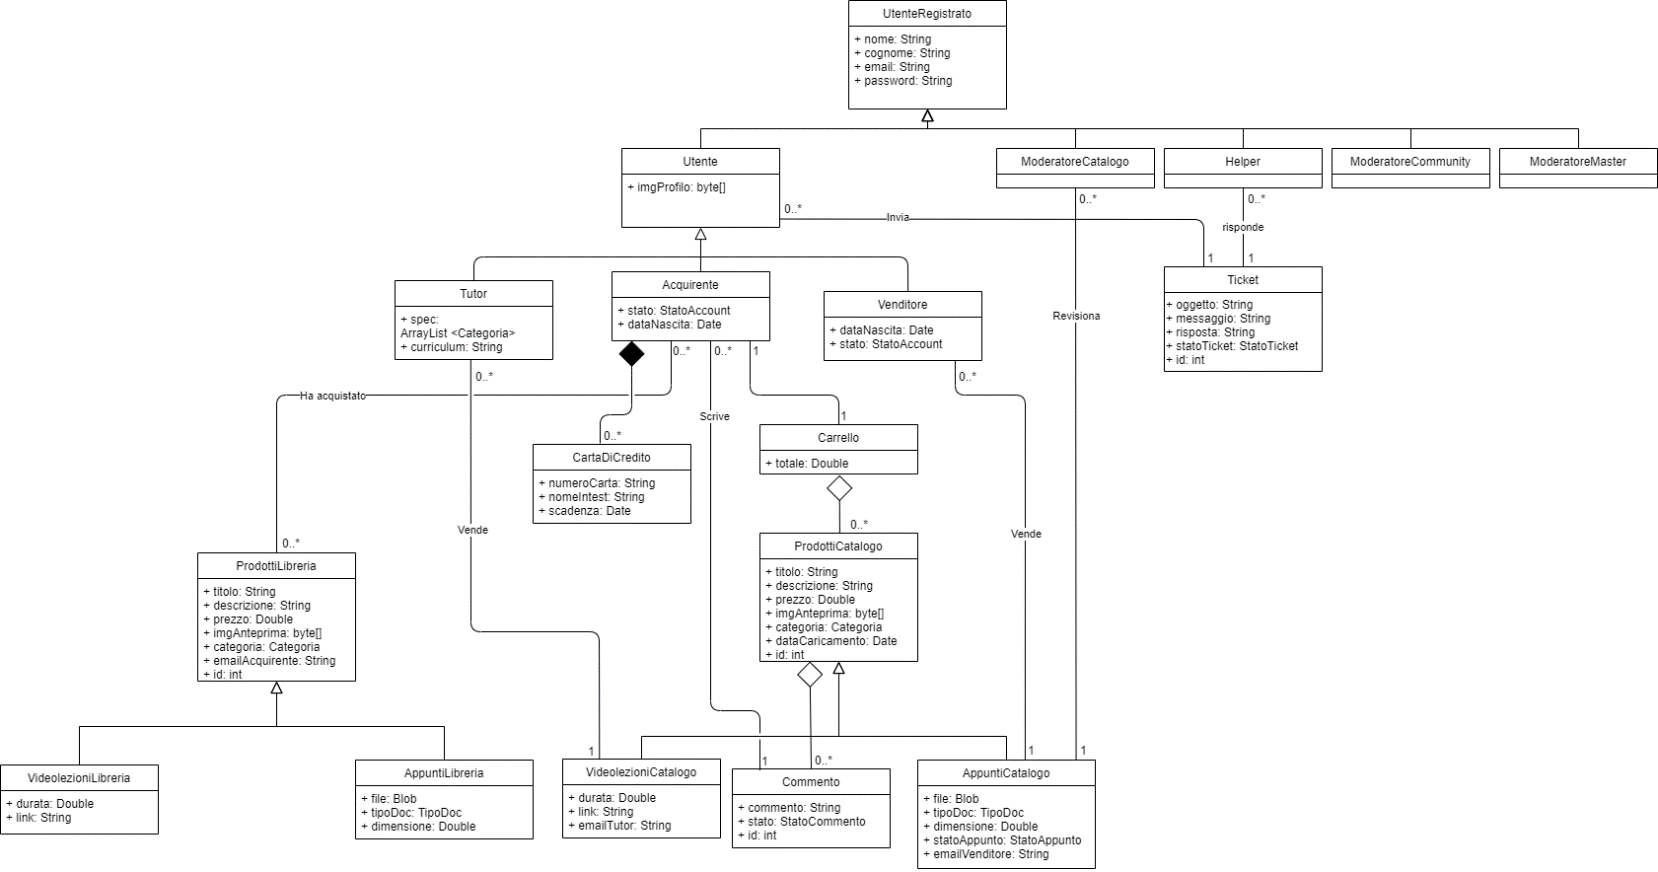 UtenteRegistrato
+ nome: String
+ cognome: String
+ email: String
+ password: String
Utente
+ imgProfilo: byte[]
ModeratoreCatalogo
Helper
ModeratoreCommunity
ModeratoreMaster
0..*
Invia
0..*
0..*
risponde
1
1
Tutor
+ spec:
ArrayList <Categoria>
+ curriculum: String
Acquirente
+ stato: StatoAccount
+ dataNascita: Date
Venditore
+ dataNascita: Date
+ stato: StatoAccount
Ticket
+ oggetto: String
+ messaggio: String
+ risposta: String
+ statoTicket: StatoTicket
+ id: int
Revisiona
0..*
0..*
0..*
1
0..*
Ha acquistato
Scrive
1
0..*
Carrello
+ totale: Double
CartaDiCredito
+ numeroCarta: String
+ nomeIntest: String
+ scadenza: Date
Vende
0..*
Vende
0..*
ProdottiLibreria
+ titolo: String
+ descrizione: String
+ prezzo: Double
+ imgAnteprima: byte[]
+ categoria: Categoria
+ emailAcquirente: String
+ id: int
ProdottiCatalogo
+ titolo: String
+ descrizione: String
+ prezzo: Double
+ imgAnteprima: byte[]
+ categoria: Categoria
+ dataCaricamento: Date
+ id: int
1
1
0..*
1
1
VideolezioniLibreria
+ durata: Double
+ link: String
AppuntiLibreria
+ file: Blob
+ tipoDoc: TipoDoc
+ dimensione: Double
VideolezioniCatalogo
+ durata: Double
+ link: String
+ emailTutor: String
Commento
+ commento: String
+ stato: StatoCommento
+ id: int
AppuntiCatalogo
+ file: Blob
+ tipoDoc: TipoDoc
+ dimensione: Double
+ statoAppunto: StatoAppunto
+ emailVenditore: String